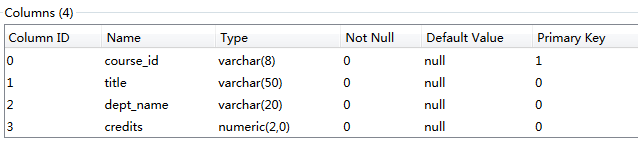 Columns (4)
Column ID Name Type Not Null Default Value Primary Key
0 course_id varchar(8) 0 null 1
1 title varchar(50) 0 null 0
2 dept_name varchar(20) 0 null 0
3 credits numeric(2,0) 0 null 0